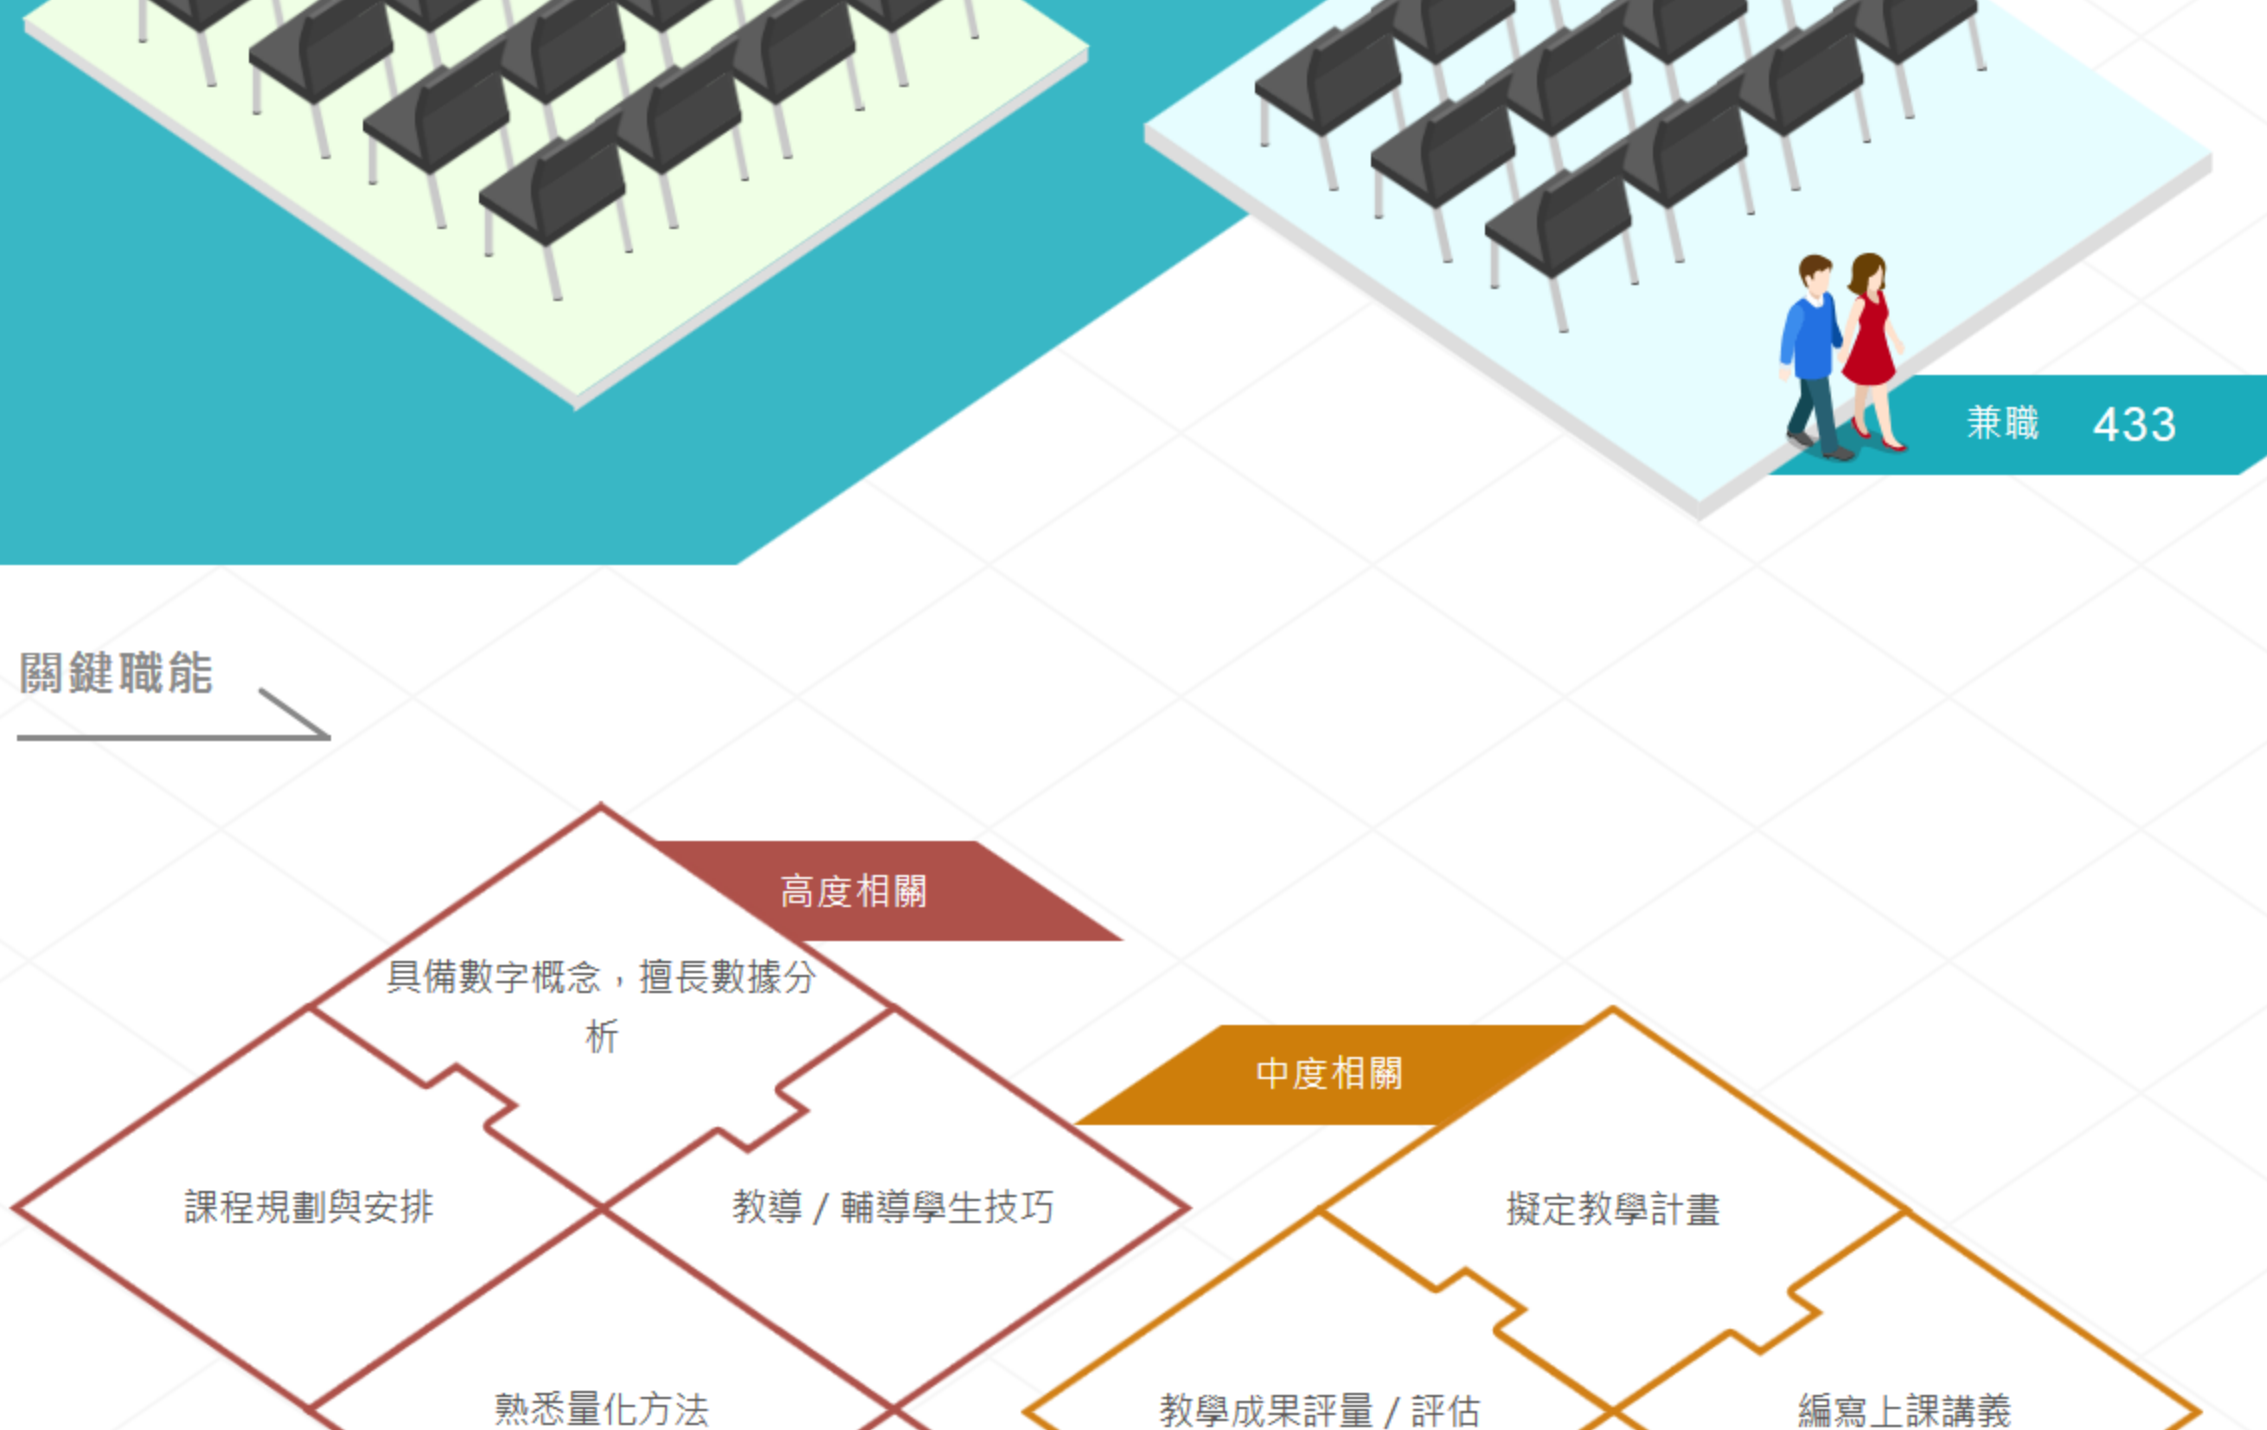 兼職 433
關鍵職能
高度相關
具備數字概念，擅長數據分
析
中度相關
課程規劃與安排
教導 / 輔導學生技巧
擬定教學計畫
熟悉量化方法
教學成果評量 / 評估
編寫上課講義